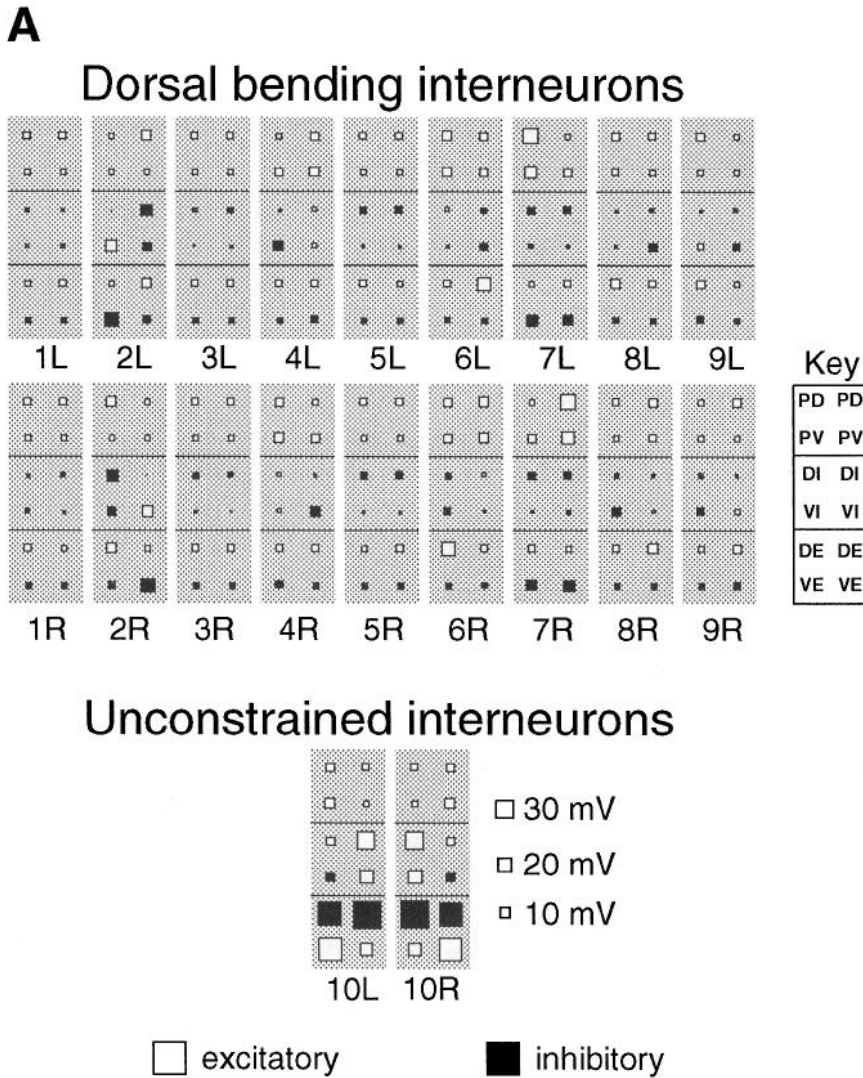 A
Dorsal bending interneurons
1L 2L 3L 4L 5L 6L 7L 8L 9L
Key
PD PD
PV PV
DI DI
VI VI
DE DE
VE VE
1R 2R 3R 4R 5R 6R 7R 8R 9R
Unconstrained interneurons
30 mV
20 mV
10 mV
10L 10R
excitatory inhibitory